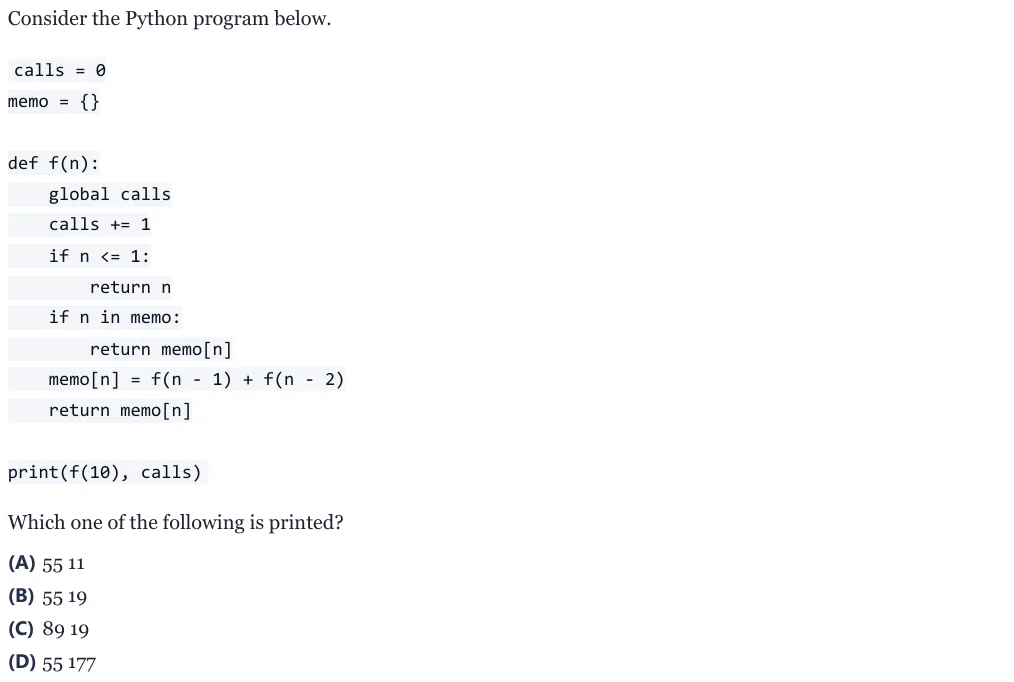 Consider the Python program below.
calls = 0
memo = {}
def f(n):
    global calls
    calls += 1
    if n <= 1:
        return n
    if n in memo:
        return memo[n]
    memo[n] = f(n - 1) + f(n - 2)
    return memo[n]
print(f(10), calls)
Which one of the following is printed?
(A) 55 11
(B) 55 19
(C) 89 19
(D) 55 177